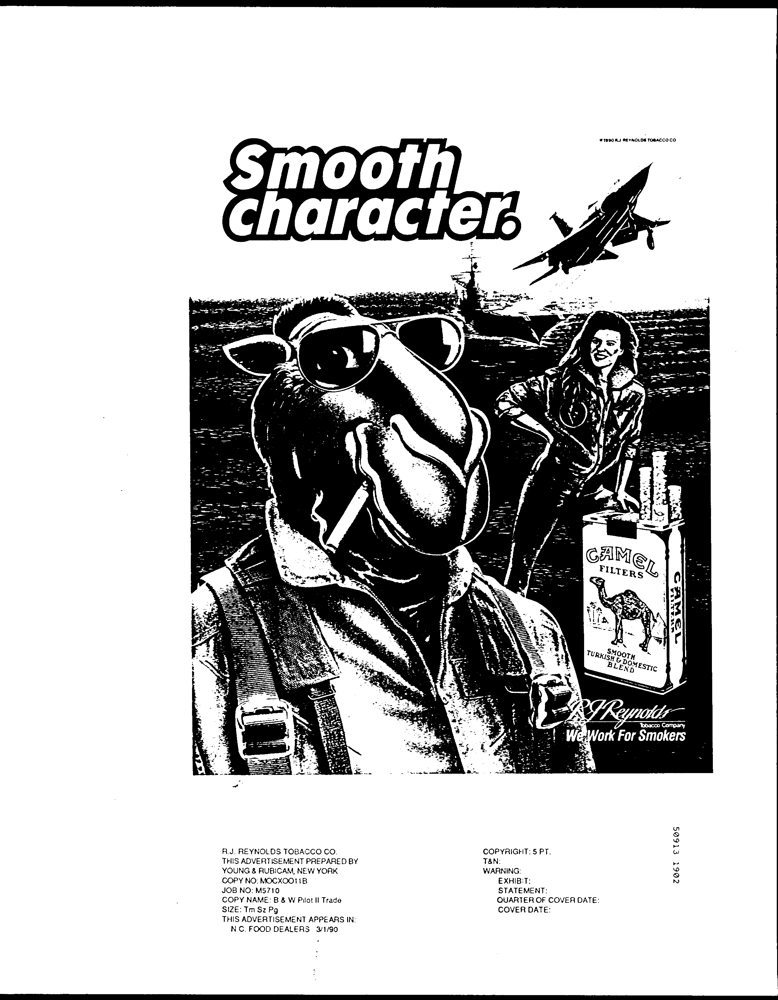 Smooth
character.
© 1990 R.J. REYNOLDS TOBACCO CO.
CAMEL
FILTERS
CAMEL
SMOOTH
TURKISH & DOMESTIC
BLEND
RJReynolds
Tobacco Company
We Work For Smokers
R.J. REYNOLDS TOBACCO CO.
THIS ADVERTISEMENT PREPARED BY
YOUNG & RUBICAM, NEW YORK
COPY NO: MOCXOO11B
JOB NO: M5710
COPY NAME: B & W Pilot II Trade
SIZE: Tm Sz Pg
THIS ADVERTISEMENT APPEARS IN:
N.C. FOOD DEALERS 3/1/90
COPYRIGHT: 5 PT.
T&N:
WARNING:
EXHIBIT:
STATEMENT:
QUARTER OF COVER DATE:
COVER DATE:
50913 1902